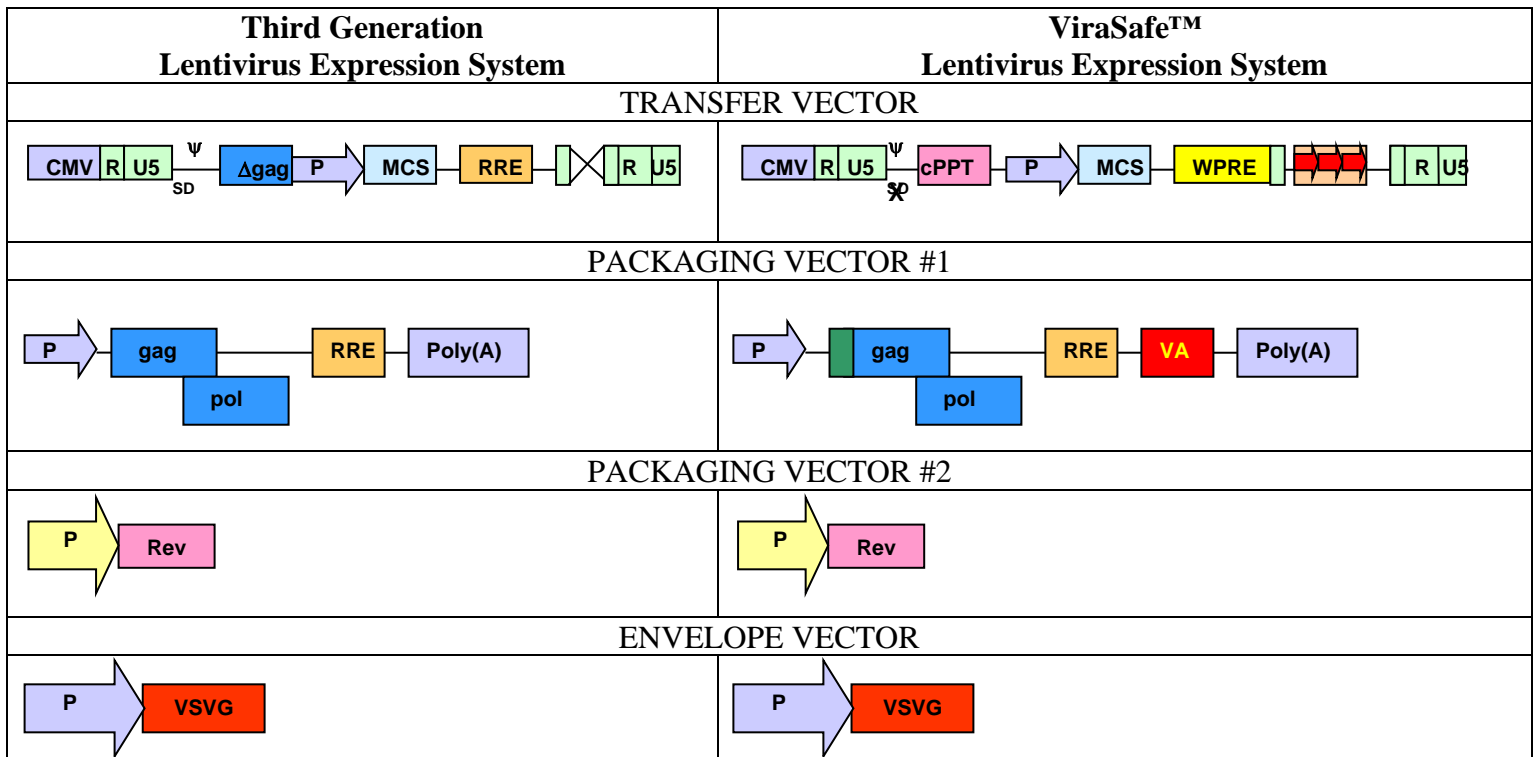 Third Generation
Lentivirus Expression System
ViraSafe™
Lentivirus Expression System
TRANSFER VECTOR
CMV R U5 ψ SD Δgag P MCS RRE R U5
CMV R U5 ψ SD X cPPT P MCS WPRE R U5
PACKAGING VECTOR #1
P gag RRE Poly(A)
pol
P gag RRE VA Poly(A)
pol
PACKAGING VECTOR #2
P Rev
P Rev
ENVELOPE VECTOR
P VSVG
P VSVG